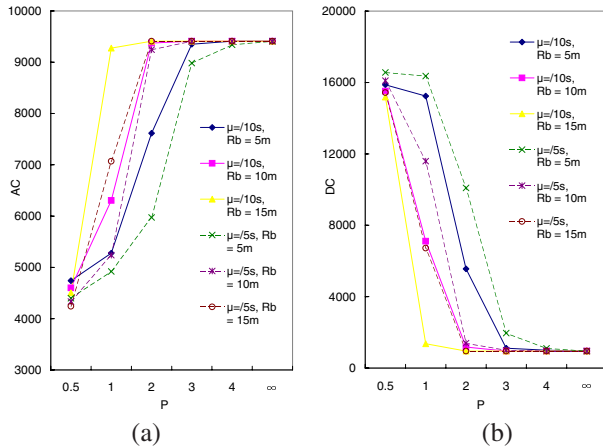 10000
9000
8000
7000
6000
5000
4000
3000
AC
0.5 1 2 3 4 ∞
P
μ=/10s,
Rb = 5m
μ=/10s,
Rb = 10m
μ=/10s,
Rb = 15m
μ=/5s, Rb
= 5m
μ=/5s, Rb
= 10m
μ=/5s, Rb
= 15m
(a)
20000
16000
12000
8000
4000
0
DC
0.5 1 2 3 4 ∞
P
μ=/10s,
Rb = 5m
μ=/10s,
Rb = 10m
μ=/10s,
Rb = 15m
μ=/5s,
Rb = 5m
μ=/5s,
Rb = 10m
μ=/5s,
Rb = 15m
(b)